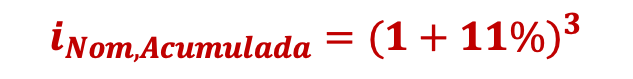 i_{Nom,Acumulada} = (1 + 11%)^3